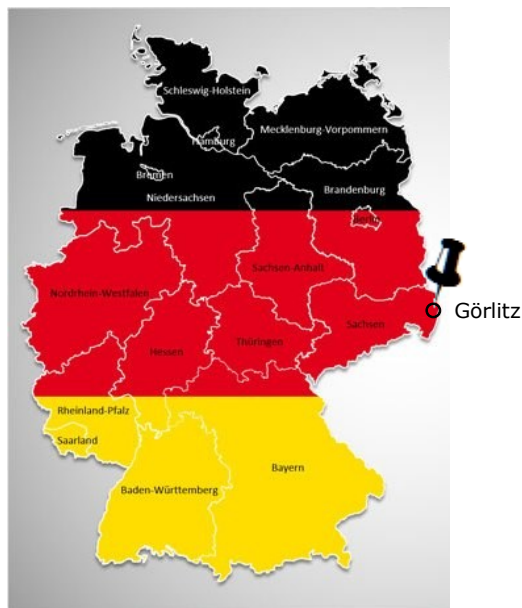 Schleswig-Holstein
Mecklenburg-Vorpommern
Hamburg
Bremen
Brandenburg
Niedersachsen
Berlin
Sachsen-Anhalt
Nordrhein-Westfalen
Görlitz
Sachsen
Thüringen
Hessen
Rheinland-Pfalz
Saarland
Bayern
Baden-Württemberg